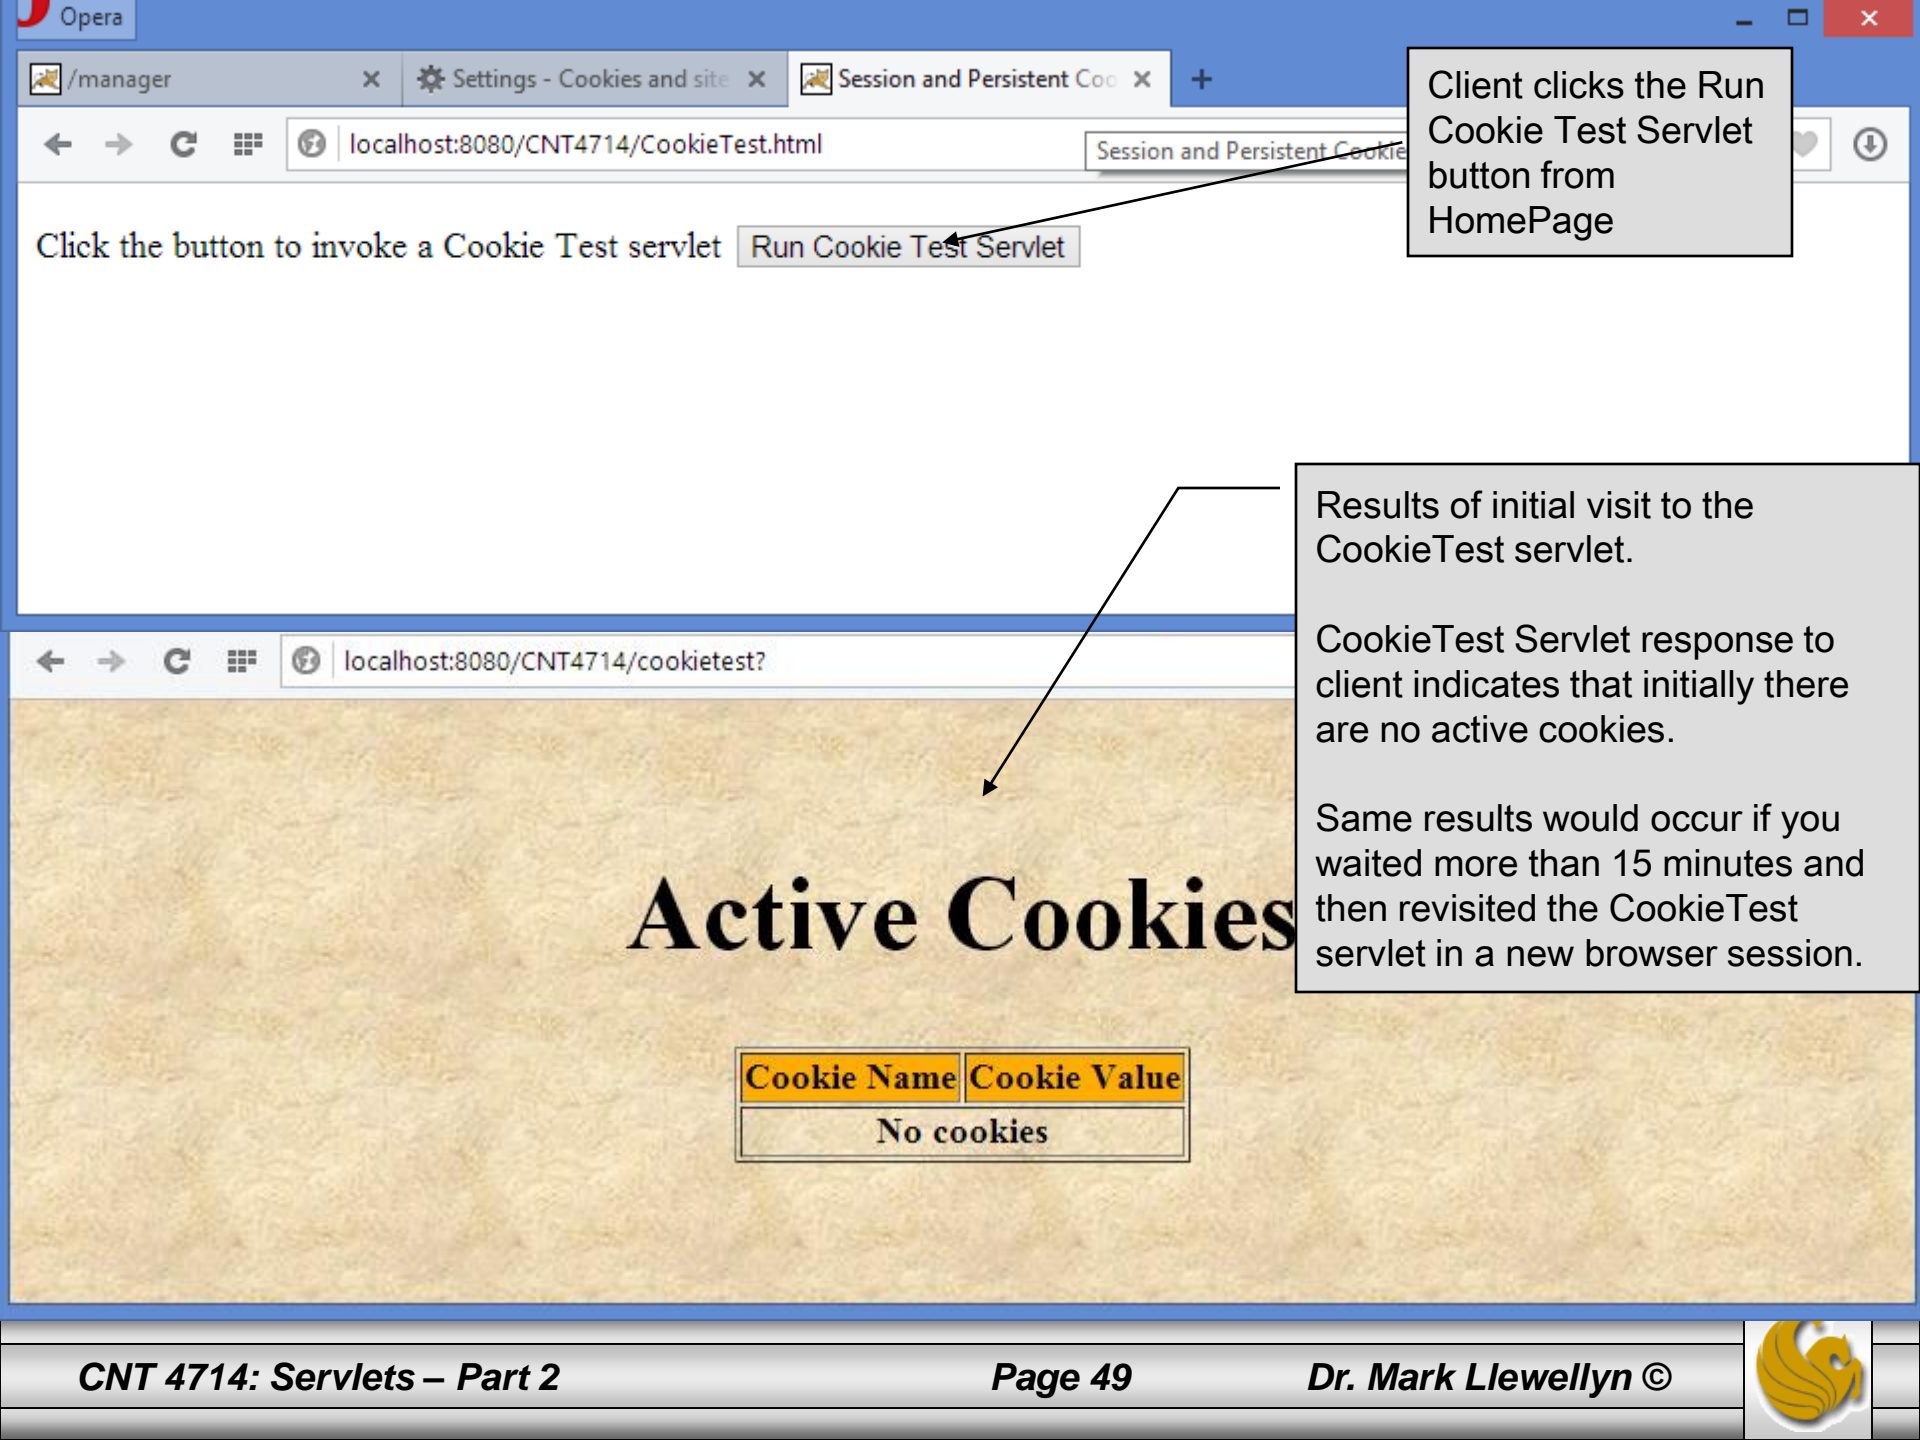 Opera
/manager
Settings - Cookies and site
Session and Persistent Coo
localhost:8080/CNT4714/CookieTest.html
Session and Persistent Cookie
Client clicks the Run
Cookie Test Servlet
button from
HomePage
Click the button to invoke a Cookie Test servlet
Run Cookie Test Servlet
Results of initial visit to the
CookieTest servlet.
CookieTest Servlet response to
client indicates that initially there
are no active cookies.
Same results would occur if you
waited more than 15 minutes and
then revisited the CookieTest
servlet in a new browser session.
localhost:8080/CNT4714/cookietest?
Active Cookies
Cookie Name Cookie Value
No cookies
CNT 4714: Servlets – Part 2
Page 49
Dr. Mark Llewellyn ©